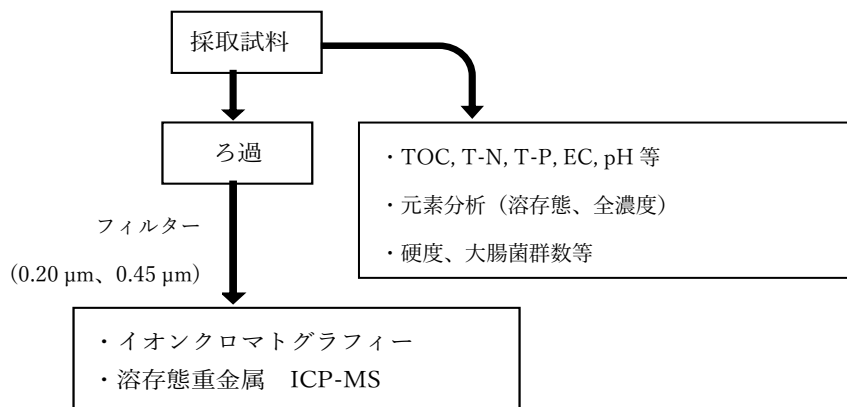 採取試料
ろ過
・TOC, T-N, T-P, EC, pH 等
・元素分析（溶存態、全濃度）
・硬度、大腸菌群数等
フィルター
(0.20 µm、0.45 µm)
・イオンクロマトグラフィー
・溶存態重金属　ICP-MS